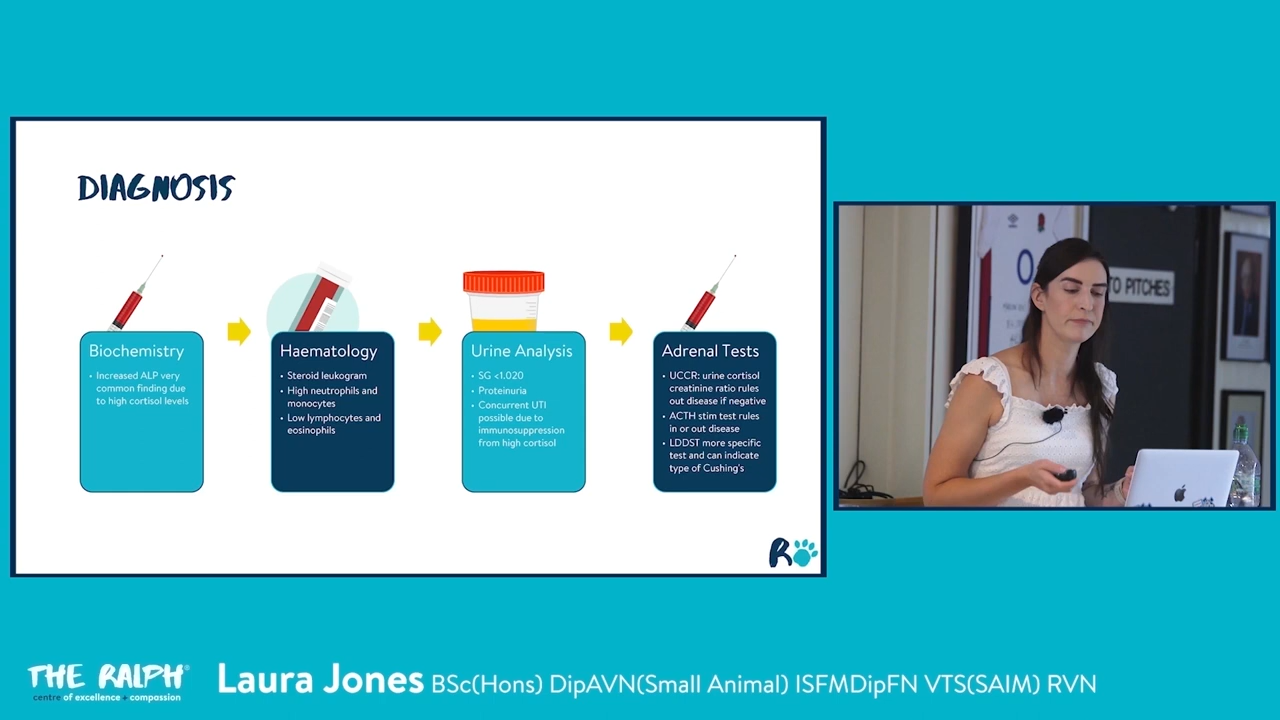 DIAGNOSIS
Biochemistry
• Increased ALP very
common finding due
to high cortisol levels
Haematology
• Steroid leukogram
• High neutrophils and
monocytes
• Low lymphocytes and
eosinophils
Urine Analysis
• SG <1.020
• Proteinuria
• Concurrent UTI
possible due to
immunosuppression
from high cortisol
Adrenal Tests
• UCCR: urine cortisol
creatinine ratio rules
out disease if negative
• ACTH stim test rules
in or out disease
• LDDST more specific
test and can indicate
type of Cushing's
R
TO PITCHES
THE RALPH®
centre of excellence + compassion
Laura Jones BSc(Hons) DipAVN(Small Animal) ISFMDipFN VTS(SAIM) RVN